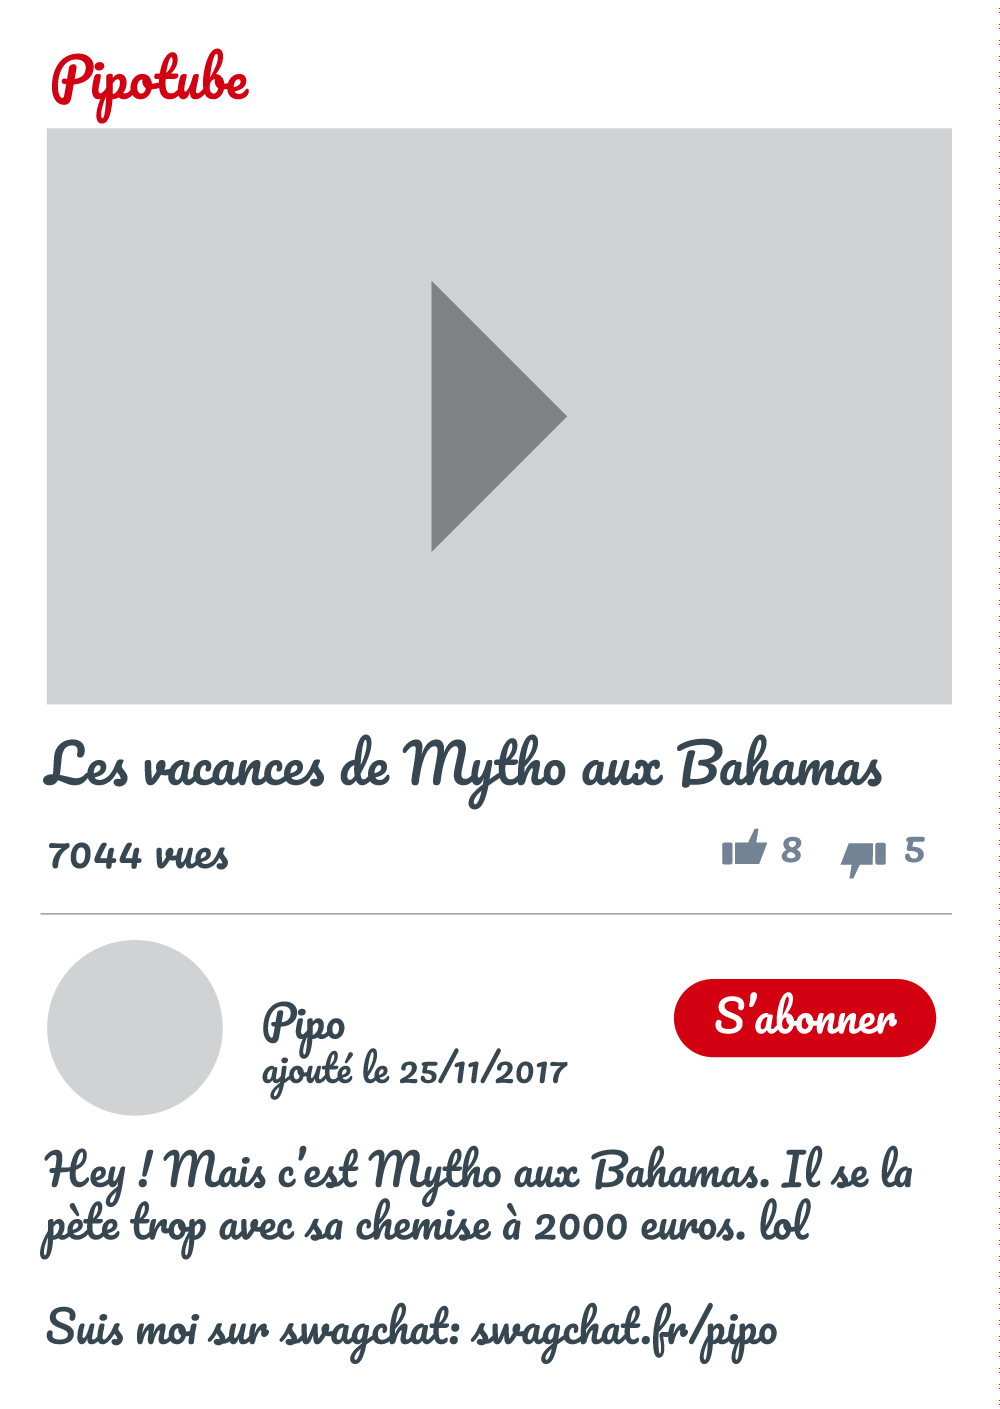 Pipotube
Les vacances de Mytho aux Bahamas
7044 vues
8
5
Pipo
S'abonner
ajouté le 25/11/2017
Hey ! Mais c'est Mytho aux Bahamas. Il se la
pète trop avec sa chemise à 2000 euros. lol
Suis moi sur swagchat: swagchat.fr/pipo